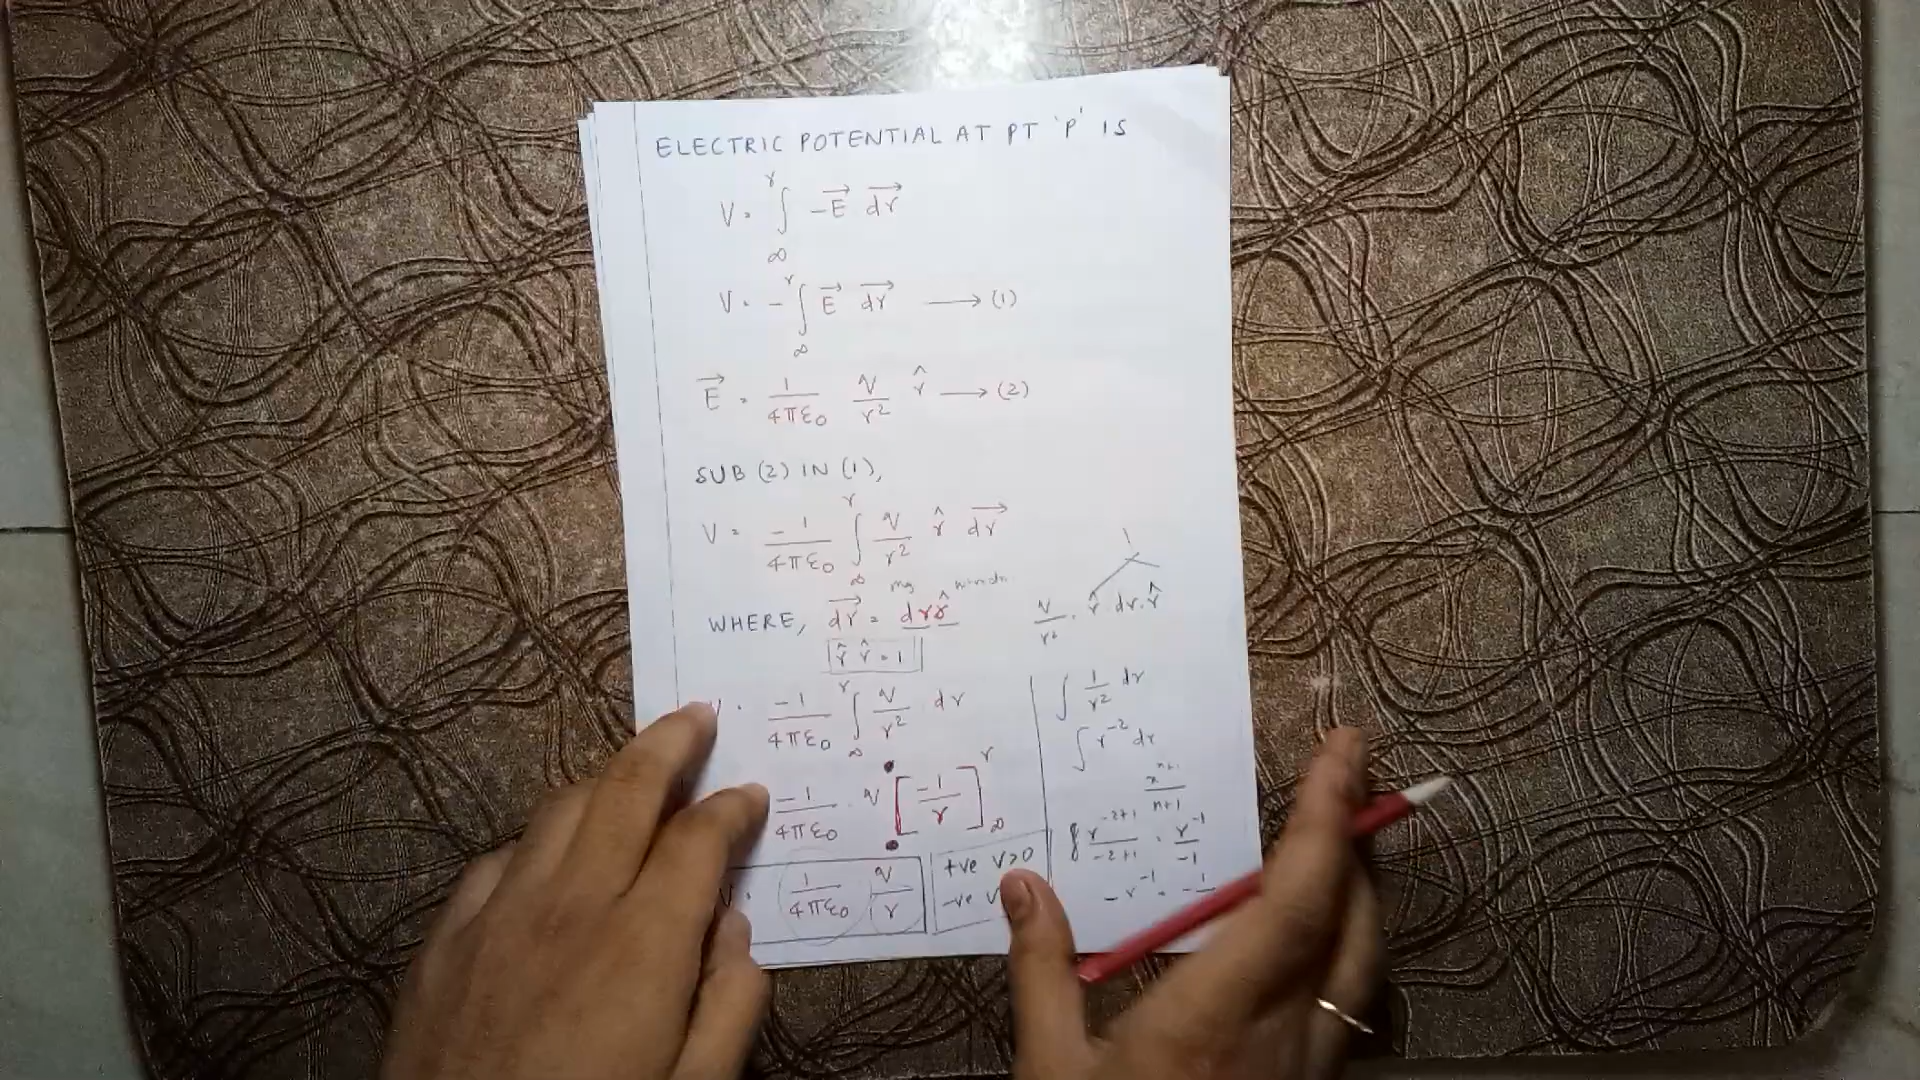 ELECTRIC POTENTIAL AT PT 'P' IS
V = ∫_∞^r -E⃗ dr⃗
V = - ∫_∞^r E⃗ dr⃗ ⟶ (1)
E⃗ = 1/4πε0 q/r² r̂ ⟶ (2)
SUB (2) IN (1),
V = -1/4πε0 ∫_∞^r q/r² r̂ dr⃗
WHERE, dr⃗ = dr r̂
r̂ r̂ = 1
V = -1/4πε0 ∫_∞^r q/r² dr
-1/4πε0 · q [-1/r]_∞^r
V = 1/4πε0 q/r
+ve V>0
-ve V
q/r² · r̂ dr · r̂
∫ 1/r² dr
∫ r⁻² dr
x^n+1/n+1
r^-2+1/-2+1 = r⁻¹/-1
-r⁻¹ = -1/